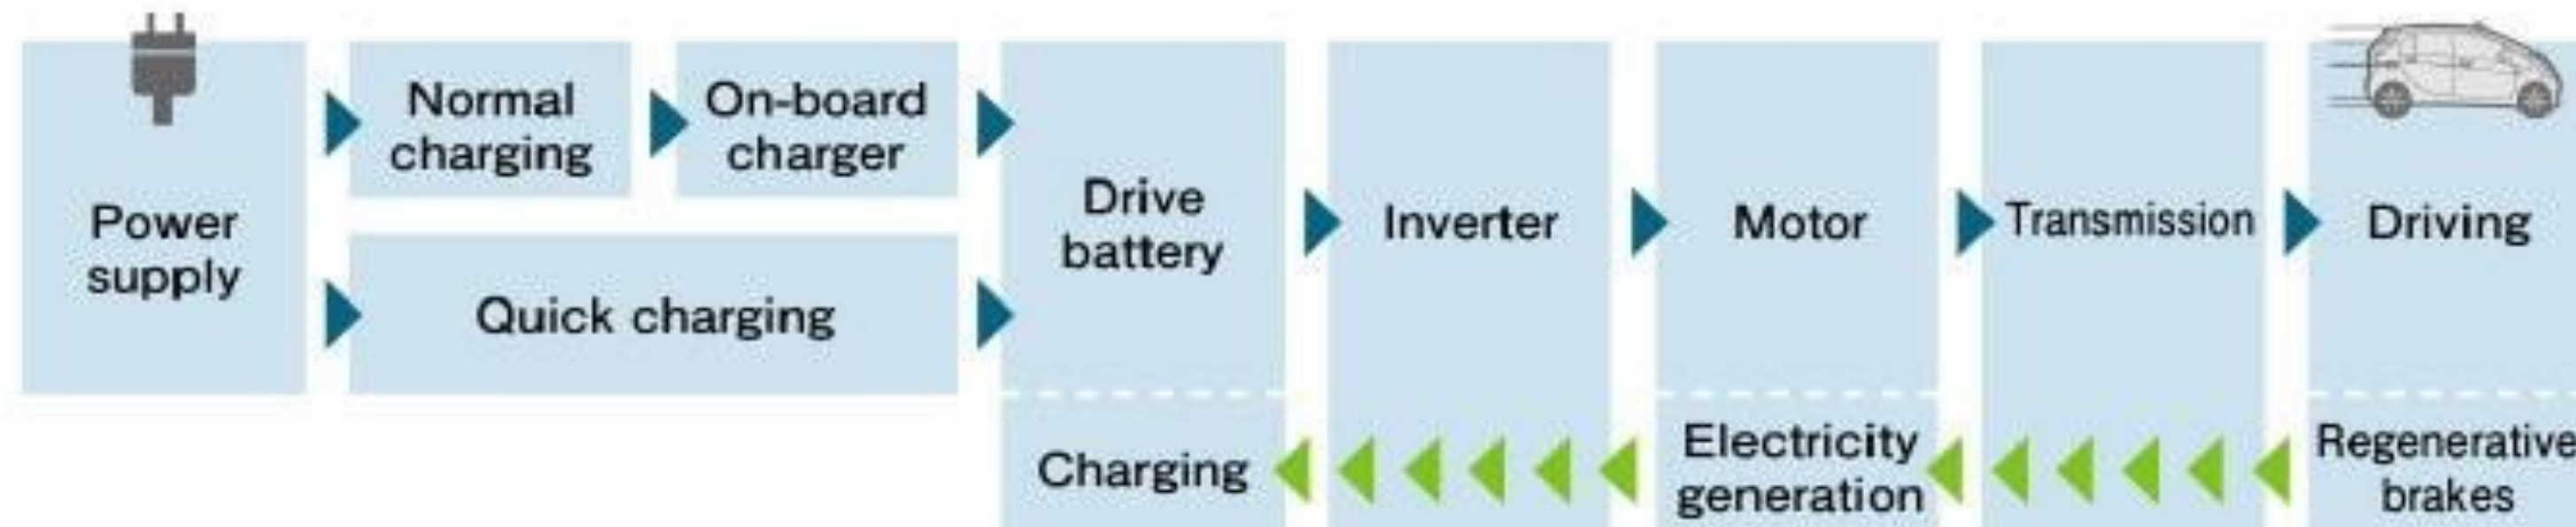 Power
supply
Normal
charging
On-board
charger
Quick charging
Drive
battery
Inverter
Motor
Transmission
Driving
Charging
Electricity
generation
Regenerative
brakes